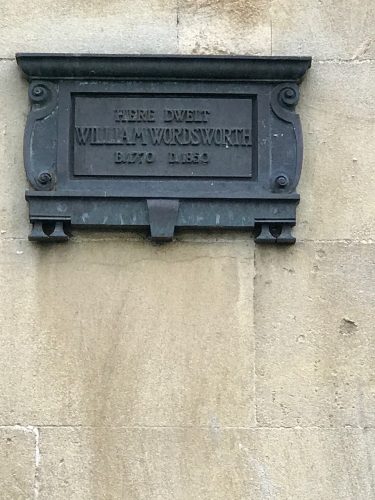 HERE DWELT
WILLIAM WORDSWORTH
B. 1770 D. 1850